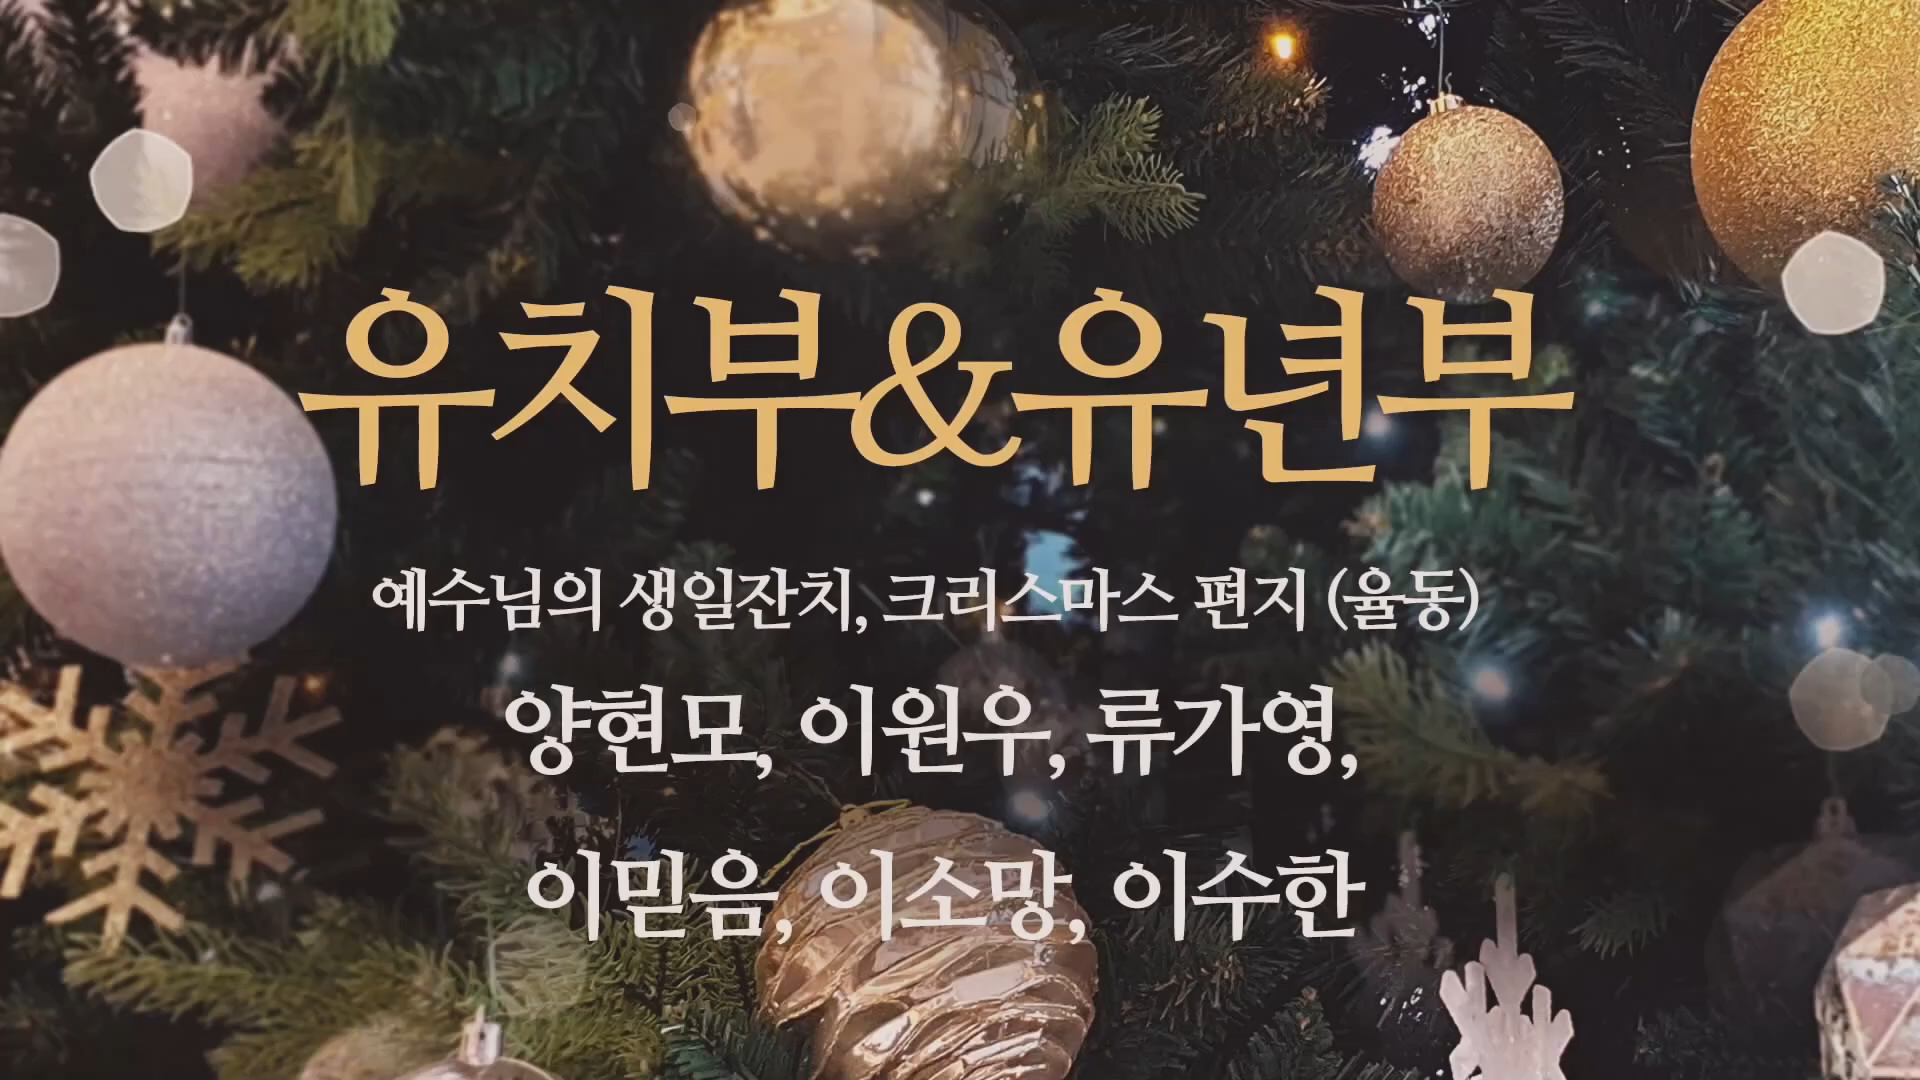 유치부&유년부
예수님의 생일잔치, 크리스마스 편지 (율동)
양현모, 이원우, 류가영,
이믿음, 이소망, 이수한